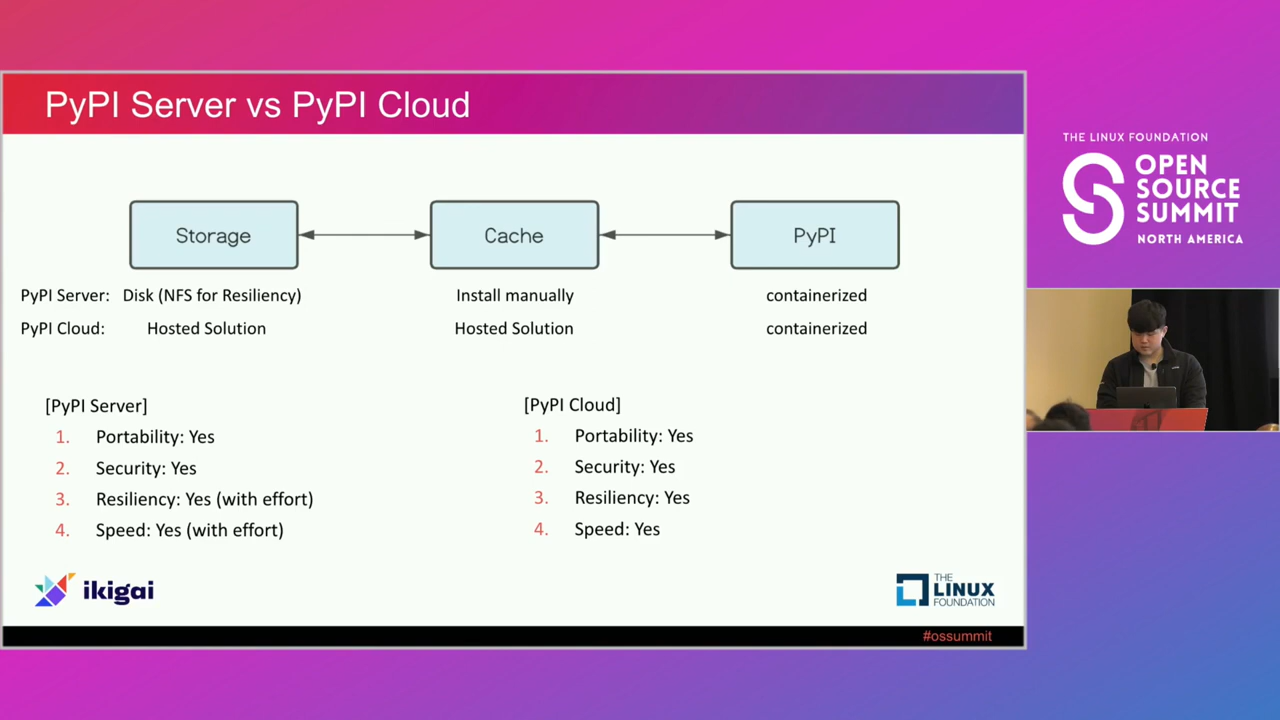 PyPI Server vs PyPI Cloud
Storage
Cache
PyPI
PyPI Server: Disk (NFS for Resiliency) Install manually containerized
PyPI Cloud: Hosted Solution Hosted Solution containerized
[PyPI Server]
1. Portability: Yes
2. Security: Yes
3. Resiliency: Yes (with effort)
4. Speed: Yes (with effort)
[PyPI Cloud]
1. Portability: Yes
2. Security: Yes
3. Resiliency: Yes
4. Speed: Yes
ikigai
THE
LINUX
FOUNDATION
#ossummit
THE LINUX FOUNDATION
OPEN
SOURCE
SUMMIT
NORTH AMERICA